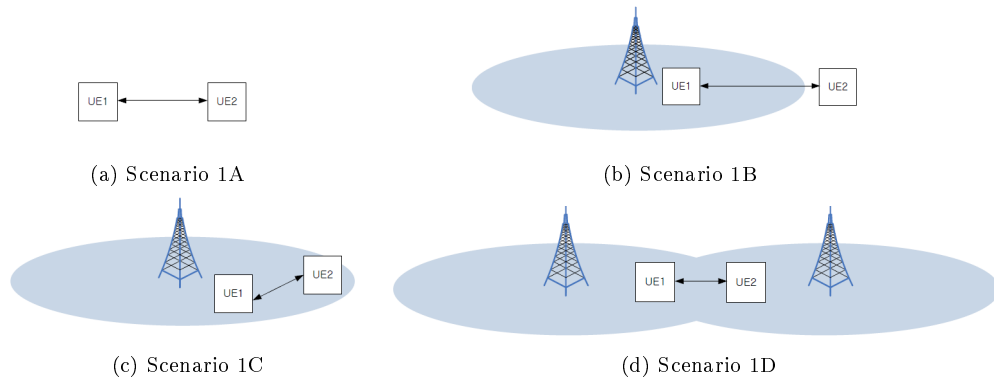 UE1 UE2
(a) Scenario 1A
UE1 UE2
(b) Scenario 1B
UE1 UE2
(c) Scenario 1C
UE1 UE2
(d) Scenario 1D